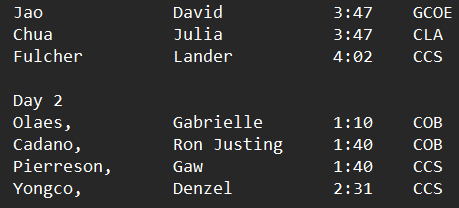 Jao David 3:47 GCOE
Chua Julia 3:47 CLA
Fulcher Lander 4:02 CCS
Day 2
Olaes, Gabrielle 1:10 COB
Cadano, Ron Justing 1:40 COB
Pierreson, Gaw 1:40 CCS
Yongco, Denzel 2:31 CCS